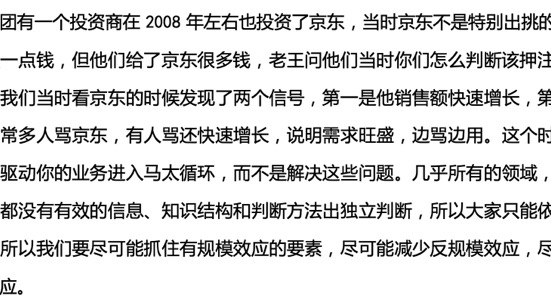 团有一个投资商在 2008 年左右也投资了京东，当时京东不是特别出挑的
一点钱，但他们给了京东很多钱，老王问他们当时你们怎么判断该押注
我们当时看京东的时候发现了两个信号，第一是他销售额快速增长，第
常多人骂京东，有人骂还快速增长，说明需求旺盛，边骂边用。这个时
驱动你的业务进入马太循环，而不是解决这些问题。几乎所有的领域，
都没有有效的信息、知识结构和判断方法出独立判断，所以大家只能依
所以我们要尽可能抓住有规模效应的要素，尽可能减少反规模效应，尽
应。